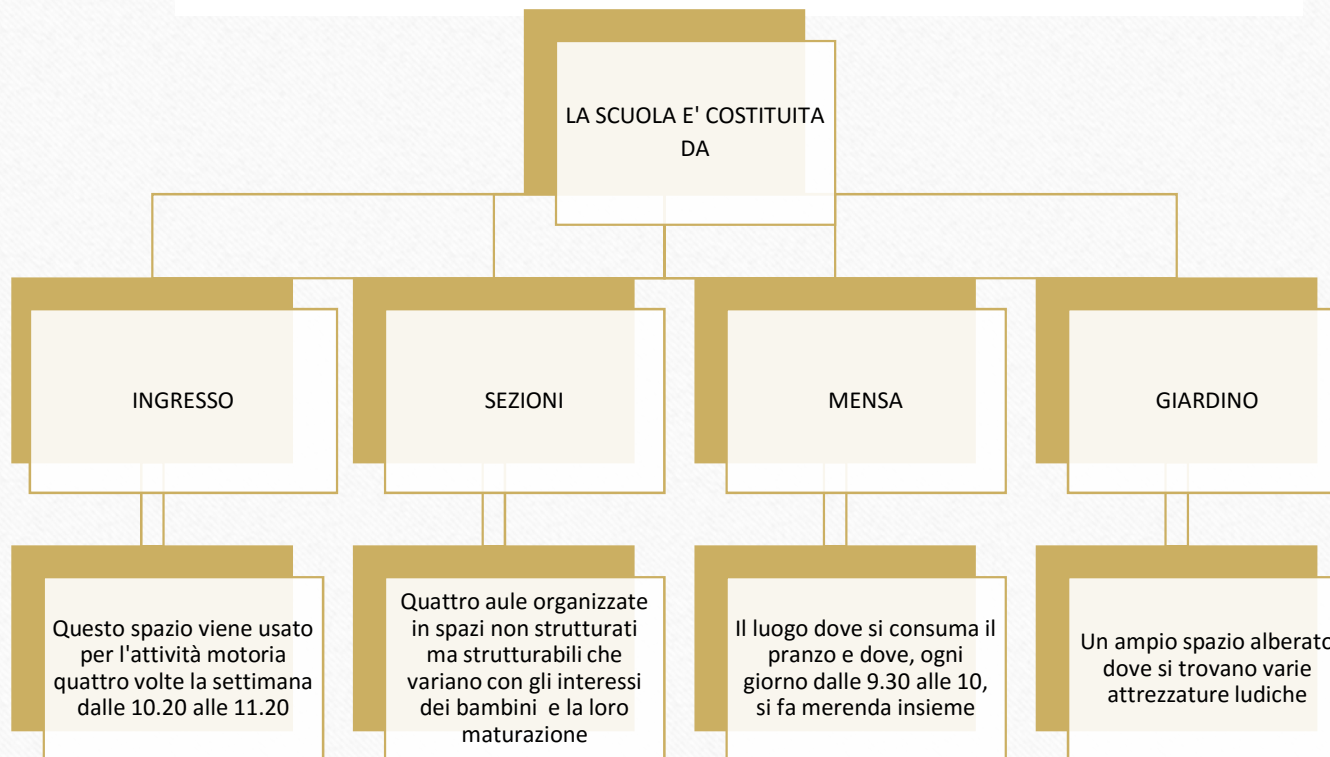 LA SCUOLA E' COSTITUITA
DA
INGRESSO
SEZIONI
MENSA
GIARDINO
Questo spazio viene usato
per l'attività motoria
quattro volte la settimana
dalle 10.20 alle 11.20
Quattro aule organizzate
in spazi non strutturati
ma strutturabili che
variano con gli interessi
dei bambini e la loro
maturazione
Il luogo dove si consuma il
pranzo e dove, ogni
giorno dalle 9.30 alle 10,
si fa merenda insieme
Un ampio spazio alberato
dove si trovano varie
attrezzature ludiche